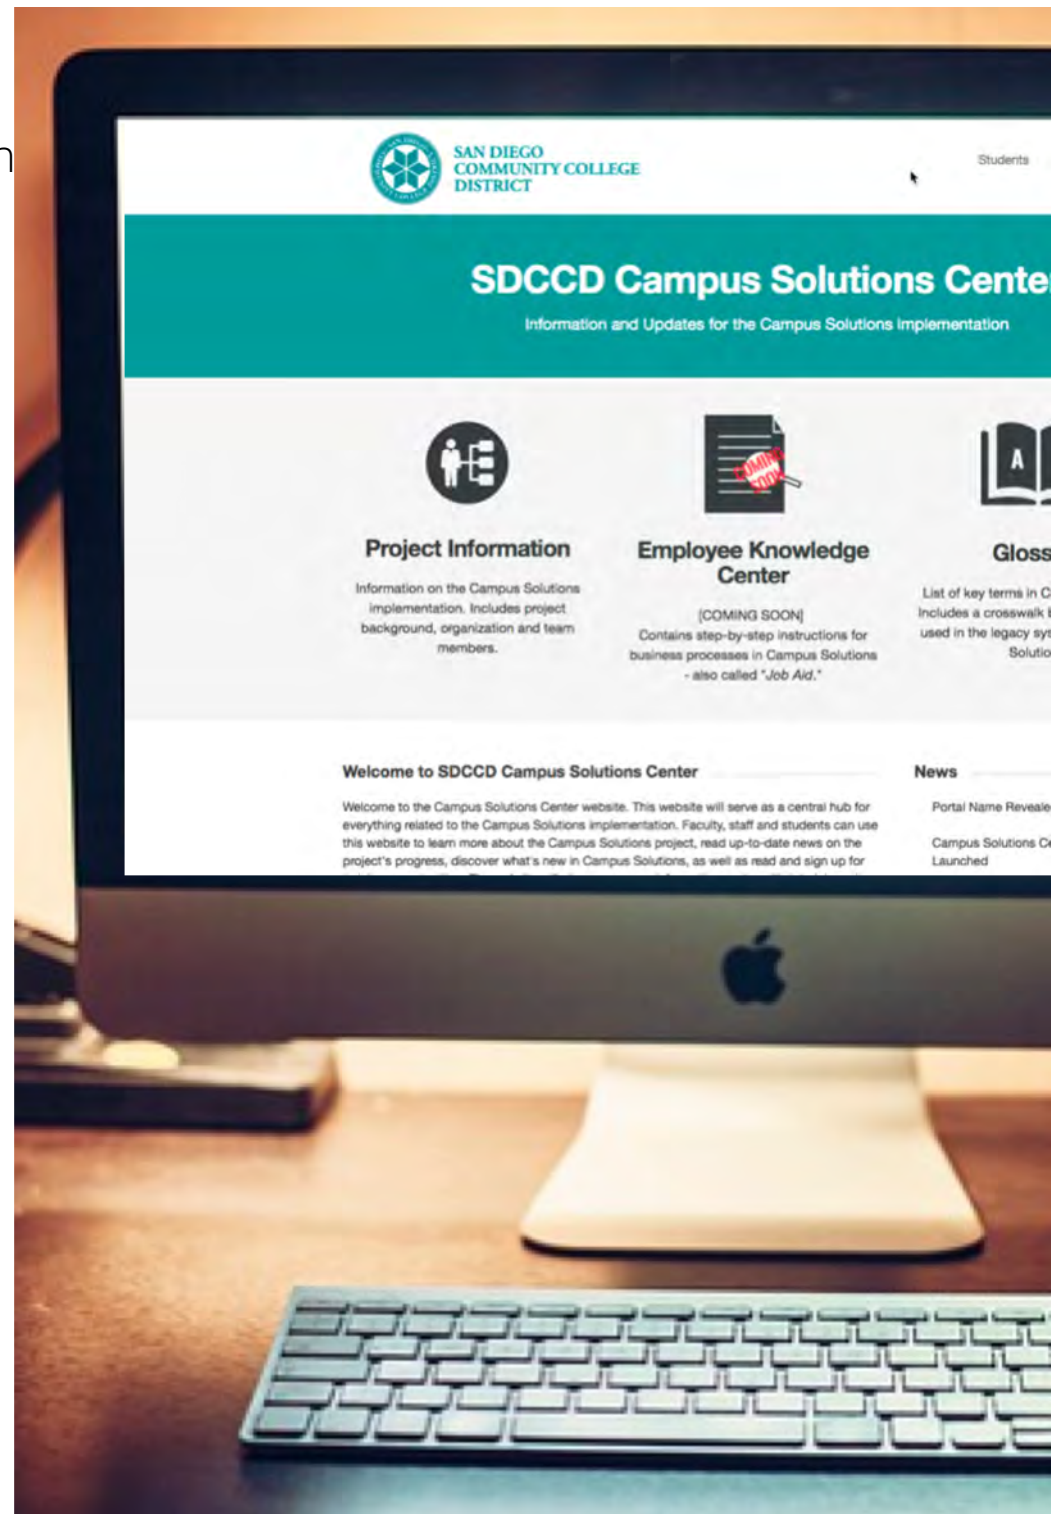 n
SAN DIEGO
COMMUNITY COLLEGE
DISTRICT
Students
SDCCD Campus Solutions Cente
Information and Updates for the Campus Solutions Implementation
COMING
SOON
A
Project Information
Information on the Campus Solutions
implementation. Includes project
background, organization and team
members.
Employee Knowledge
Center
[COMING SOON]
Contains step-by-step instructions for
business processes in Campus Solutions
- also called "Job Aid."
Gloss
List of key terms in C
Includes a crosswalk b
used in the legacy sys
Solutio
Welcome to SDCCD Campus Solutions Center
Welcome to the Campus Solutions Center website. This website will serve as a central hub for
everything related to the Campus Solutions implementation. Faculty, staff and students can use
this website to learn more about the Campus Solutions project, read up-to-date news on the
project's progress, discover what's new in Campus Solutions, as well as read and sign up for
News
Portal Name Reveale
Campus Solutions Ce
Launched